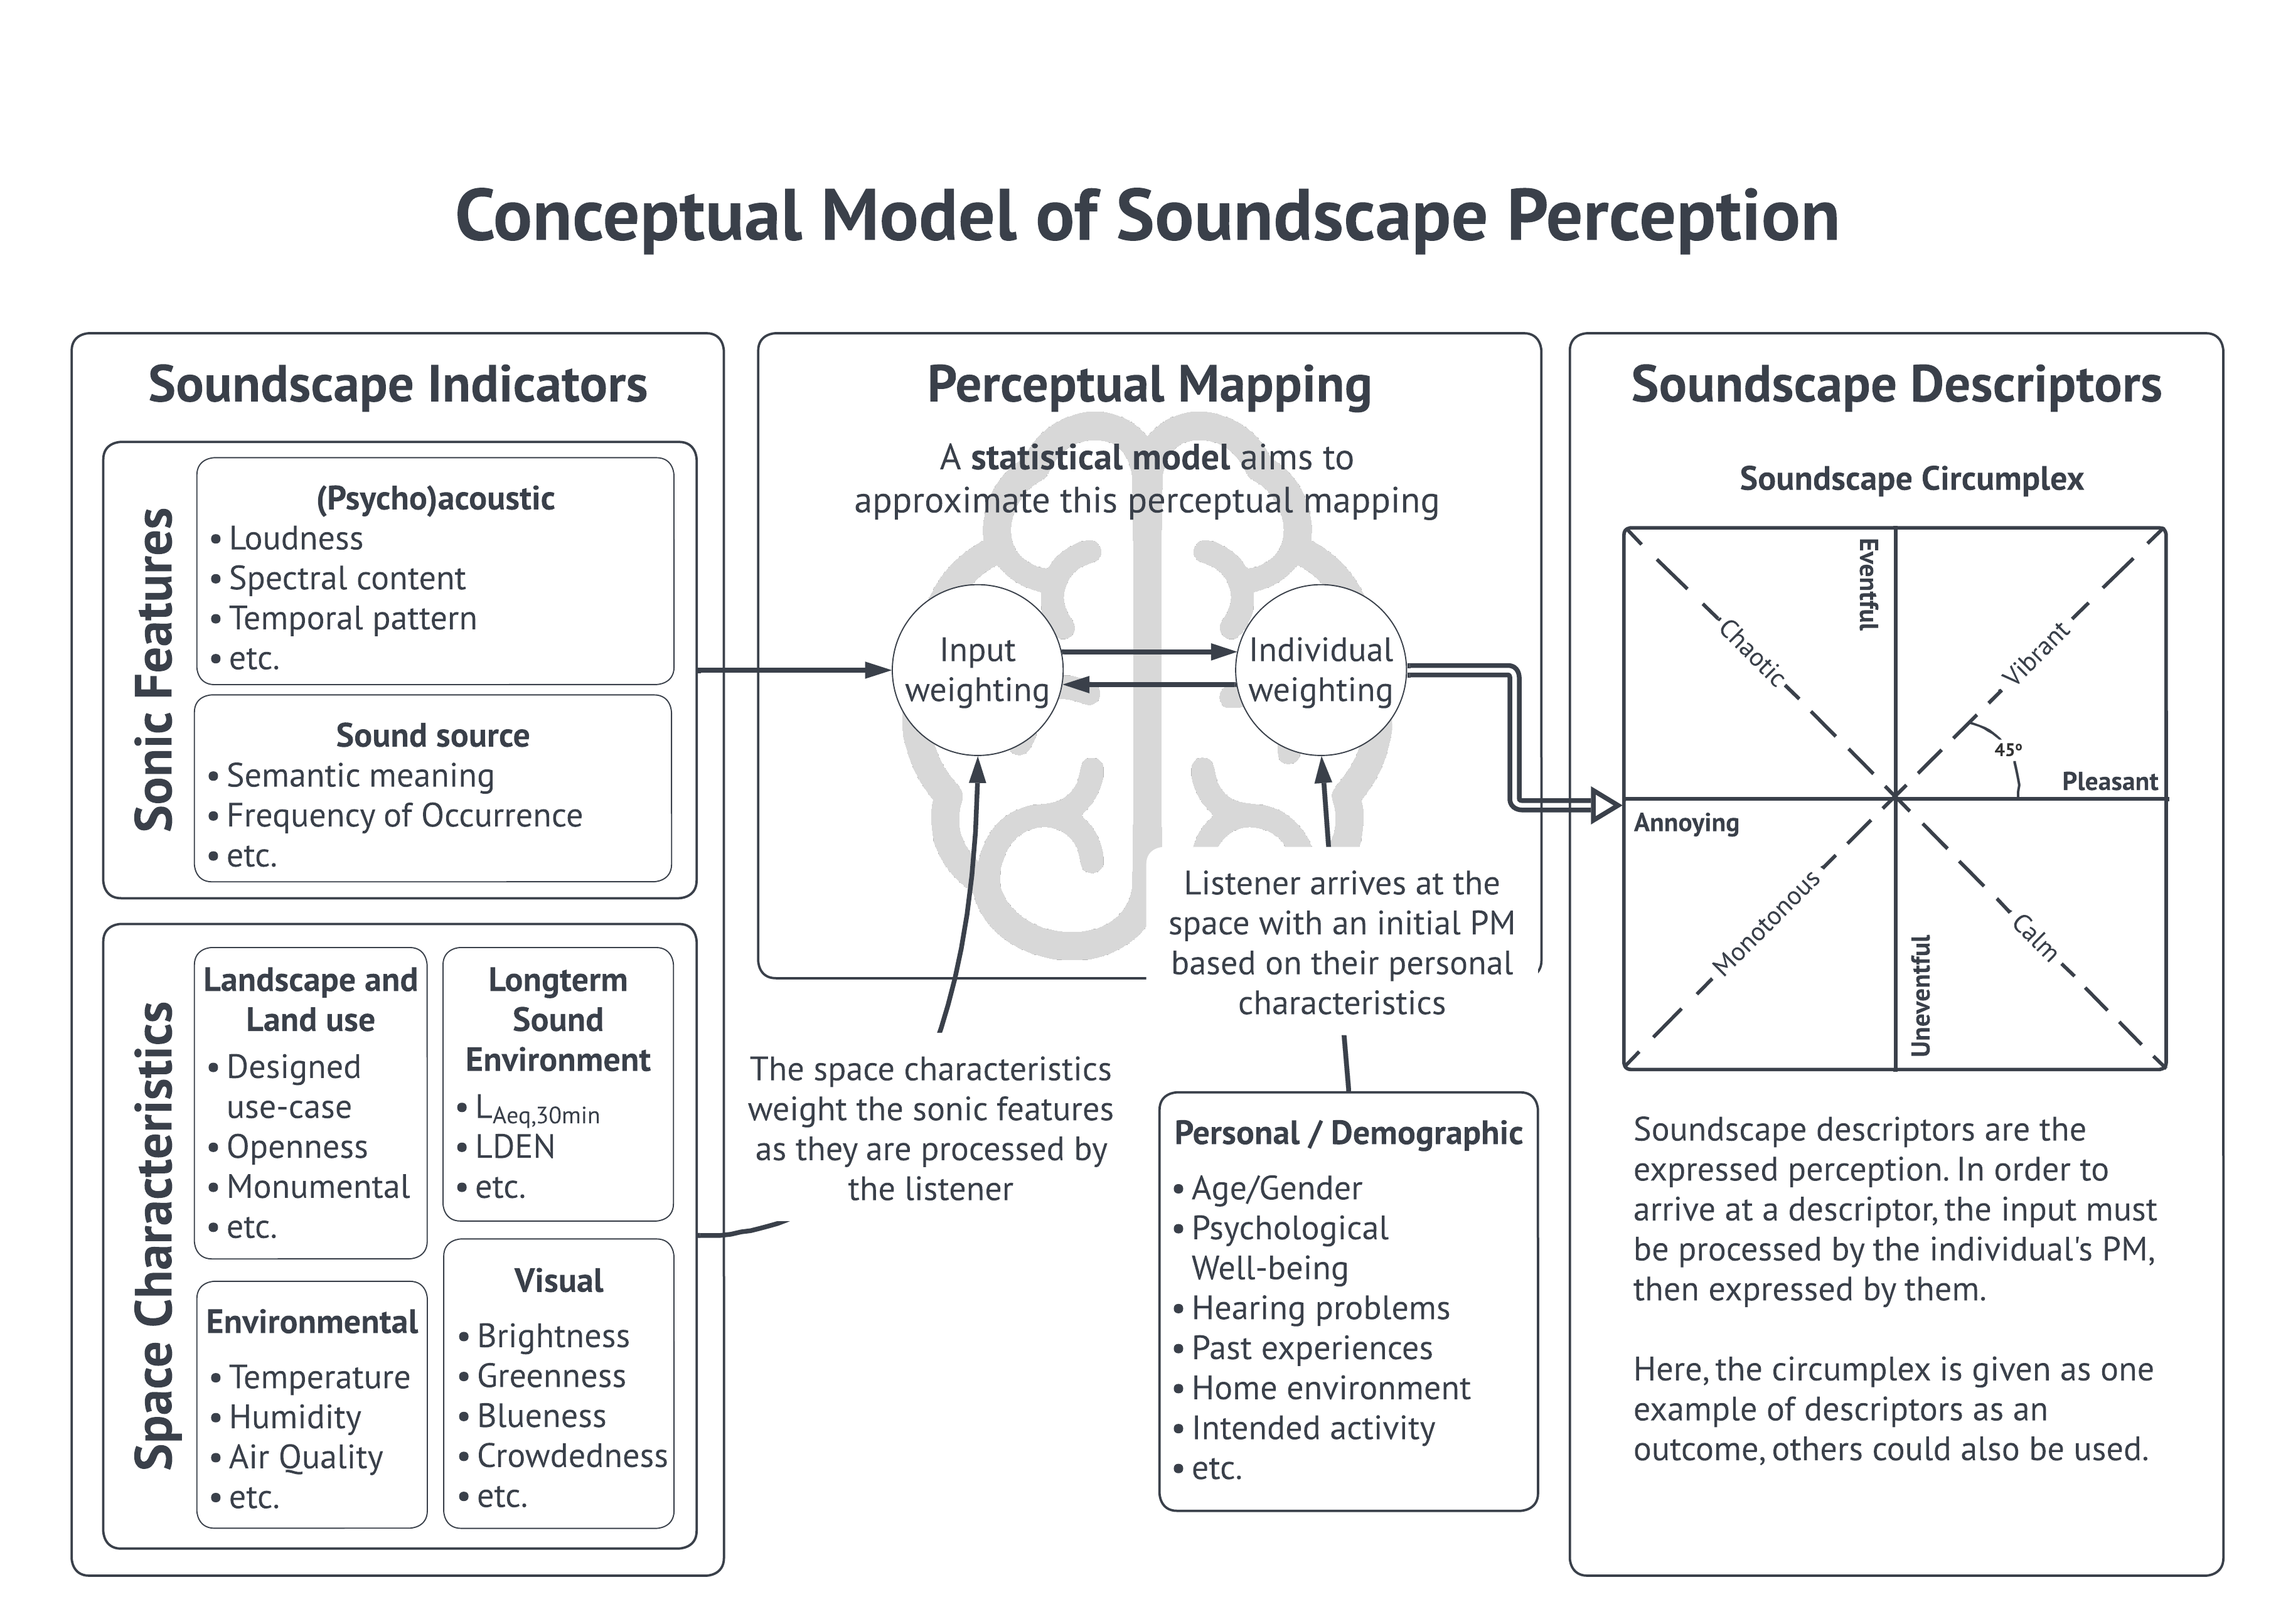 Conceptual Model of Soundscape Perception
Soundscape Indicators
Sonic Features
(Psycho)acoustic
• Loudness
• Spectral content
• Temporal pattern
• etc.
Sound source
• Semantic meaning
• Frequency of Occurrence
• etc.
Space Characteristics
Landscape and
Land use
• Designed
use-case
• Openness
• Monumental
• etc.
Longterm
Sound
Environment
• LAeq,30min
• LDEN
• etc.
Environmental
• Temperature
• Humidity
• Air Quality
• etc.
Visual
• Brightness
• Greenness
• Blueness
• Crowdedness
• etc.
Perceptual Mapping
A statistical model aims to
approximate this perceptual mapping
Input
weighting
Individual
weighting
Listener arrives at the
space with an initial PM
based on their personal
characteristics
The space characteristics
weight the sonic features
as they are processed by
the listener
Personal / Demographic
• Age/Gender
• Psychological
Well-being
• Hearing problems
• Past experiences
• Home environment
• Intended activity
• etc.
Soundscape Descriptors
Soundscape Circumplex
Eventful
Chaotic
Vibrant
45º
Pleasant
Annoying
Monotonous
Calm
Uneventful
Soundscape descriptors are the
expressed perception. In order to
arrive at a descriptor, the input must
be processed by the individual's PM,
then expressed by them.
Here, the circumplex is given as one
example of descriptors as an
outcome, others could also be used.